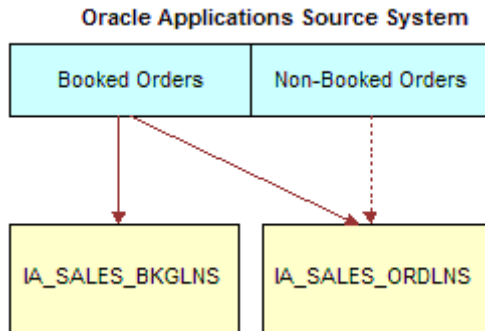 Oracle Applications Source System
Booked Orders
Non-Booked Orders
IA_SALES_BKGLNS
IA_SALES_ORDLNS